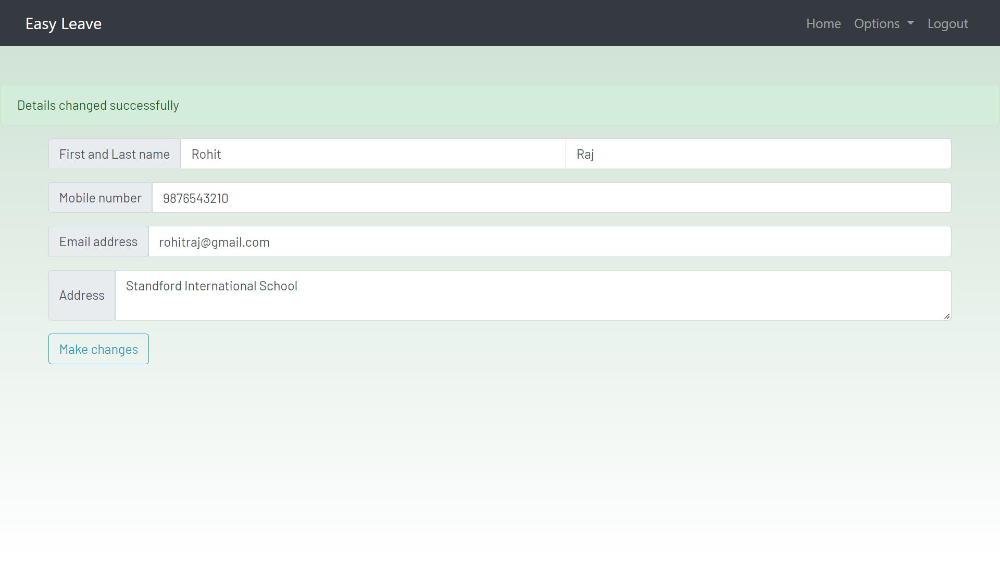 Easy Leave Home Options Logout
Details changed successfully
First and Last name Rohit Raj
Mobile number 9876543210
Email address rohitraj@gmail.com
Address Standford International School
Make changes